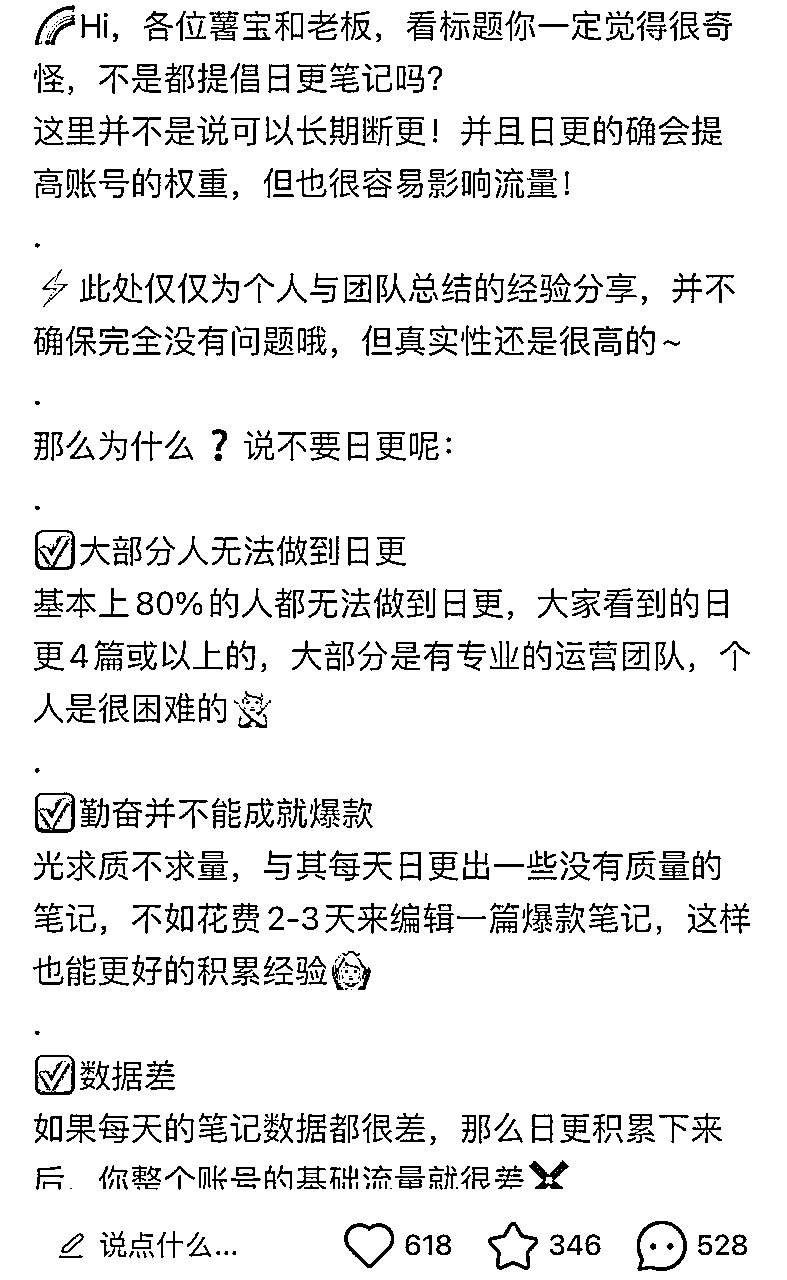 🌈Hi，各位薯宝和老板，看标题你一定觉得很奇
怪，不是都提倡日更笔记吗？
这里并不是说可以长期断更！并且日更的确会提
高账号的权重，但也很容易影响流量！
.
⚡此处仅仅为个人与团队总结的经验分享，并不
确保完全没有问题哦，但真实性还是很高的~
.
那么为什么❓说不要日更呢：
.
☑️大部分人无法做到日更
基本上80%的人都无法做到日更，大家看到的日
更4篇或以上的，大部分是有专业的运营团队，个
人是很困难的🙅
.
☑️勤奋并不能成就爆款
光求质不求量，与其每天日更出一些没有质量的
笔记，不如花费2-3天来编辑一篇爆款笔记，这样
也能更好的积累经验🙆
.
☑️数据差
如果每天的笔记数据都很差，那么日更积累下来
后，你整个账号的基础流量就很差✖️
说点什么...
618
346
528